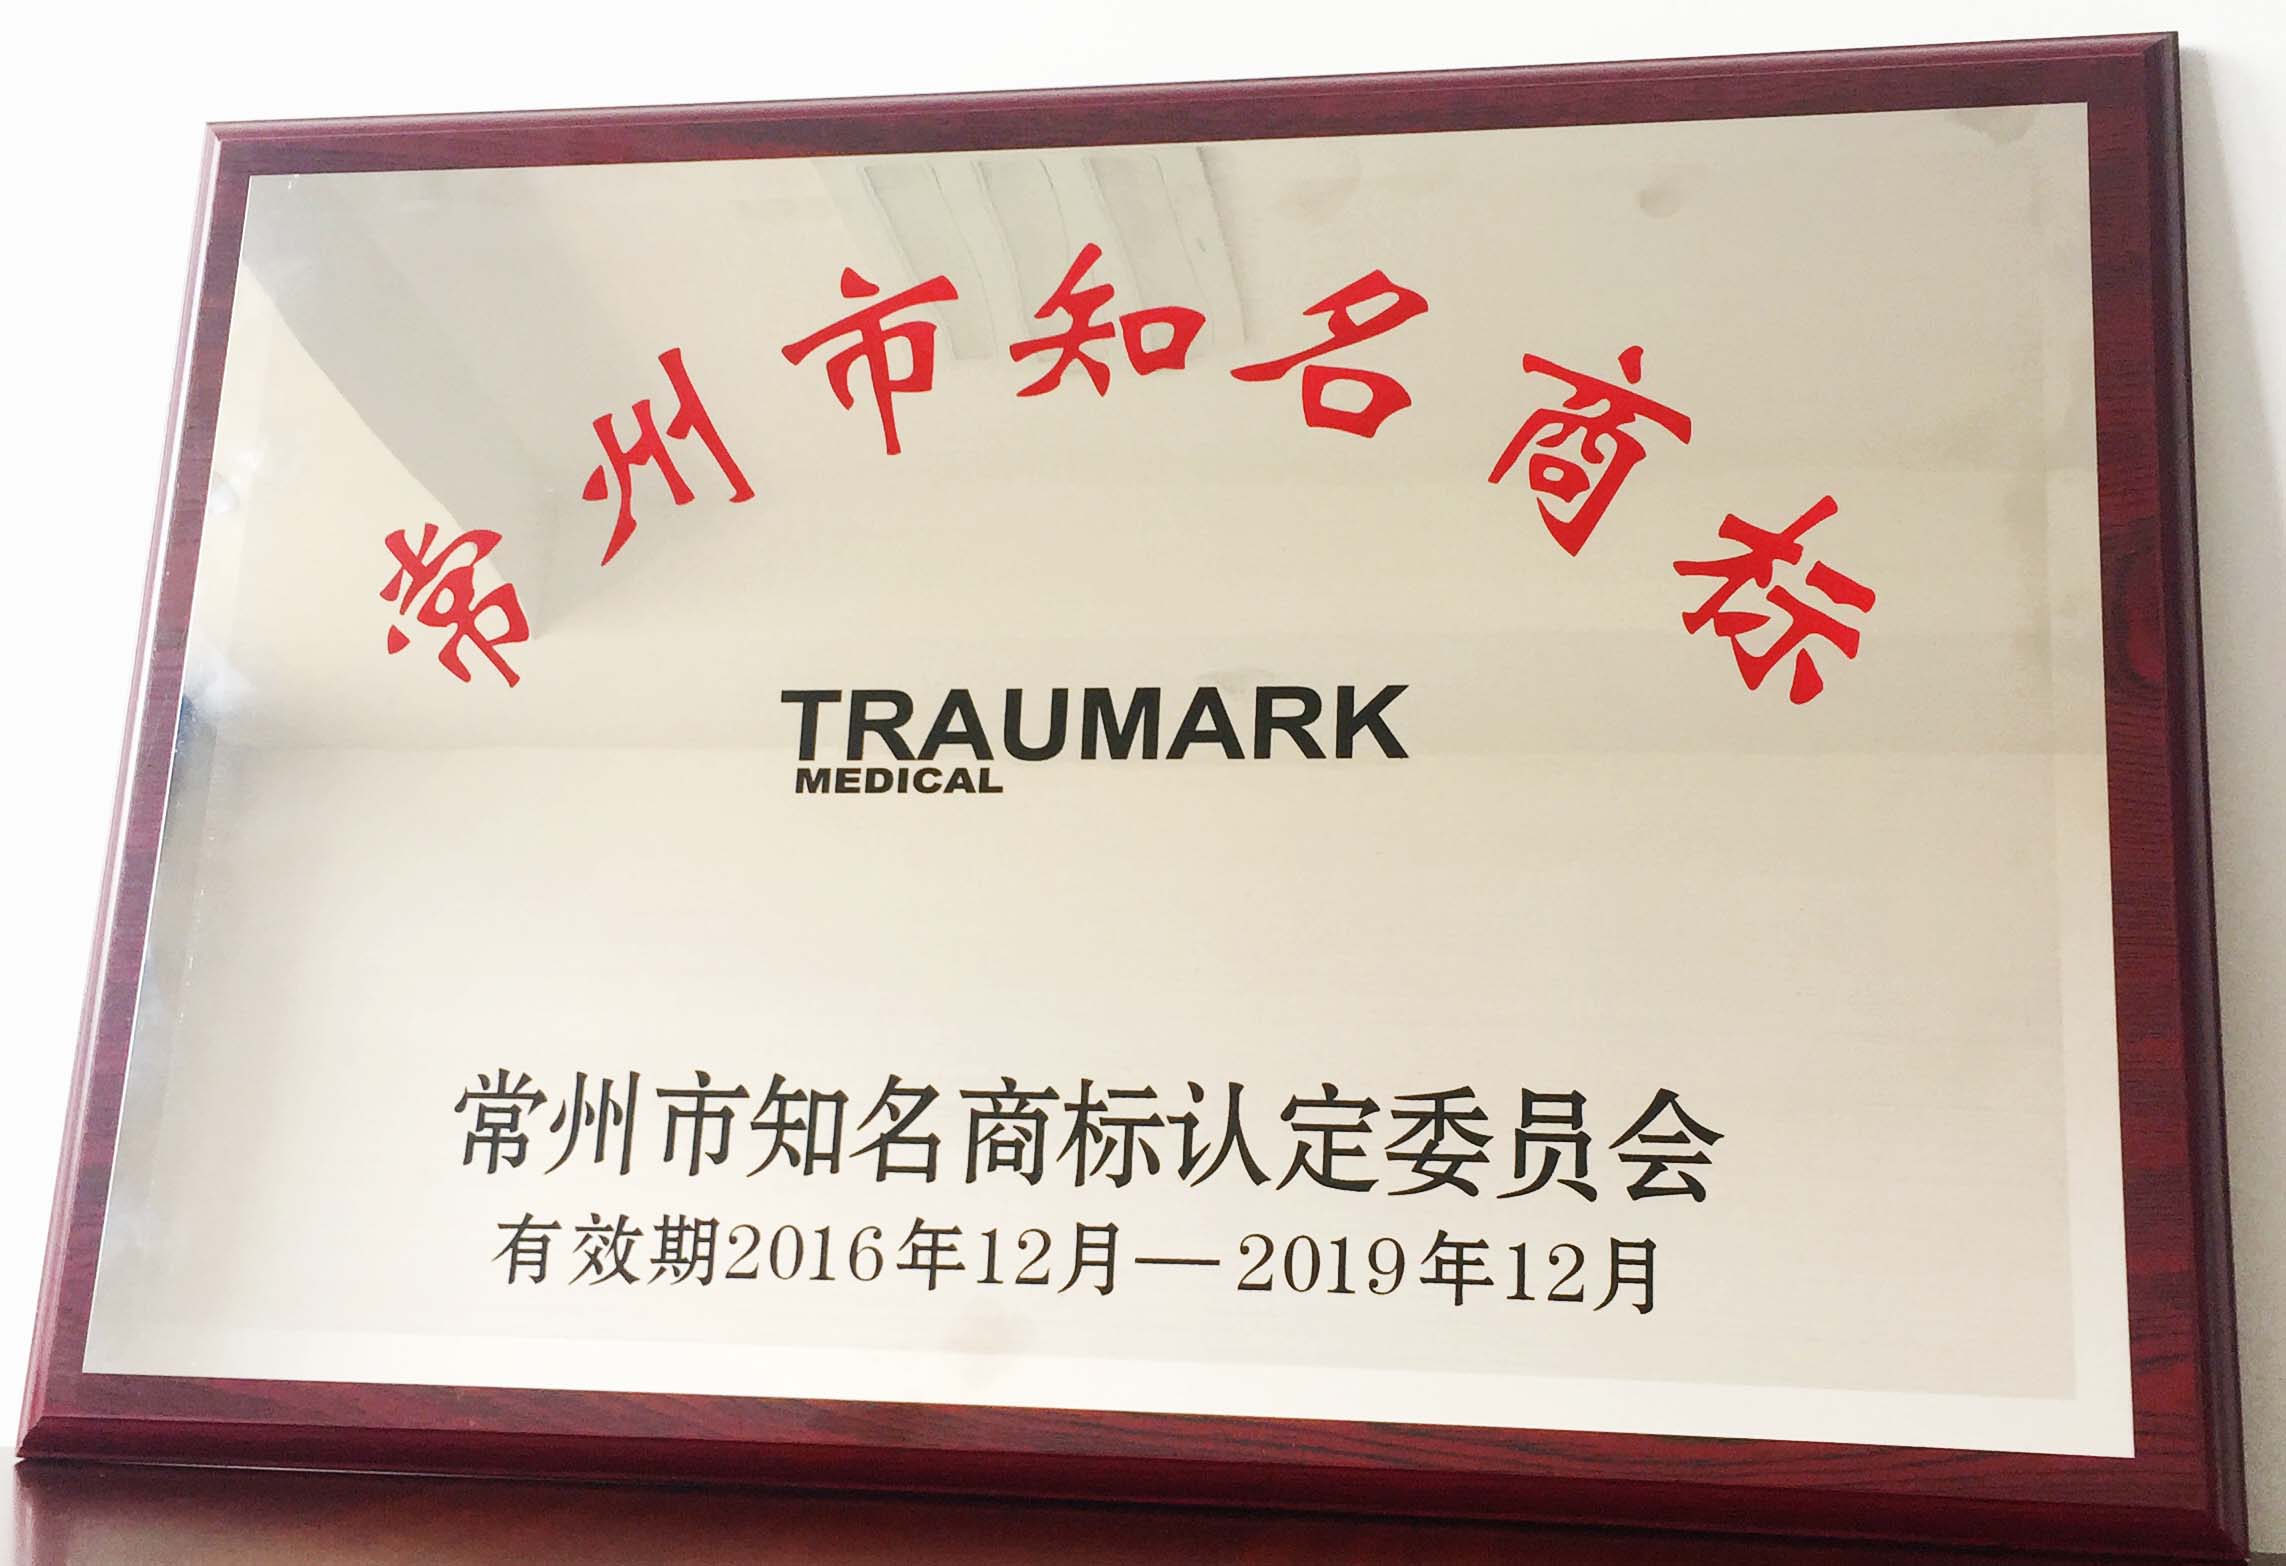 常州市知名商标
TRAUMARK
MEDICAL
常州市知名商标认定委员会
有效期2016年12月—2019年12月